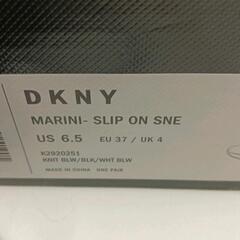 DKNY
MARINI- SLIP ON SNE
US 6.5 EU 37 / UK 4
K2920251
KNIT BLW/BLK/WHT BLW
MADE IN CHINA ONE PAIR